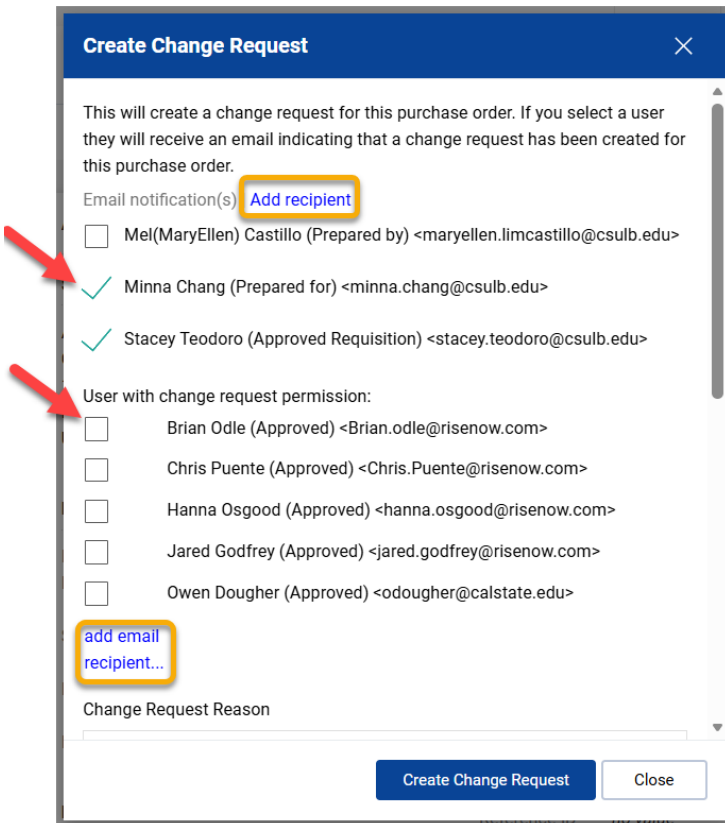 Create Change Request
This will create a change request for this purchase order. If you select a user
they will receive an email indicating that a change request has been created for
this purchase order.
Email notification(s) Add recipient
Mel(MaryEllen) Castillo (Prepared by) <maryellen.limcastillo@csulb.edu>
Minna Chang (Prepared for) <minna.chang@csulb.edu>
Stacey Teodoro (Approved Requisition) <stacey.teodoro@csulb.edu>
User with change request permission:
Brian Odle (Approved) <Brian.odle@risenow.com>
Chris Puente (Approved) <Chris.Puente@risenow.com>
Hanna Osgood (Approved) <hanna.osgood@risenow.com>
Jared Godfrey (Approved) <jared.godfrey@risenow.com>
Owen Dougher (Approved) <odougher@calstate.edu>
add email
recipient...
Change Request Reason
Create Change Request Close